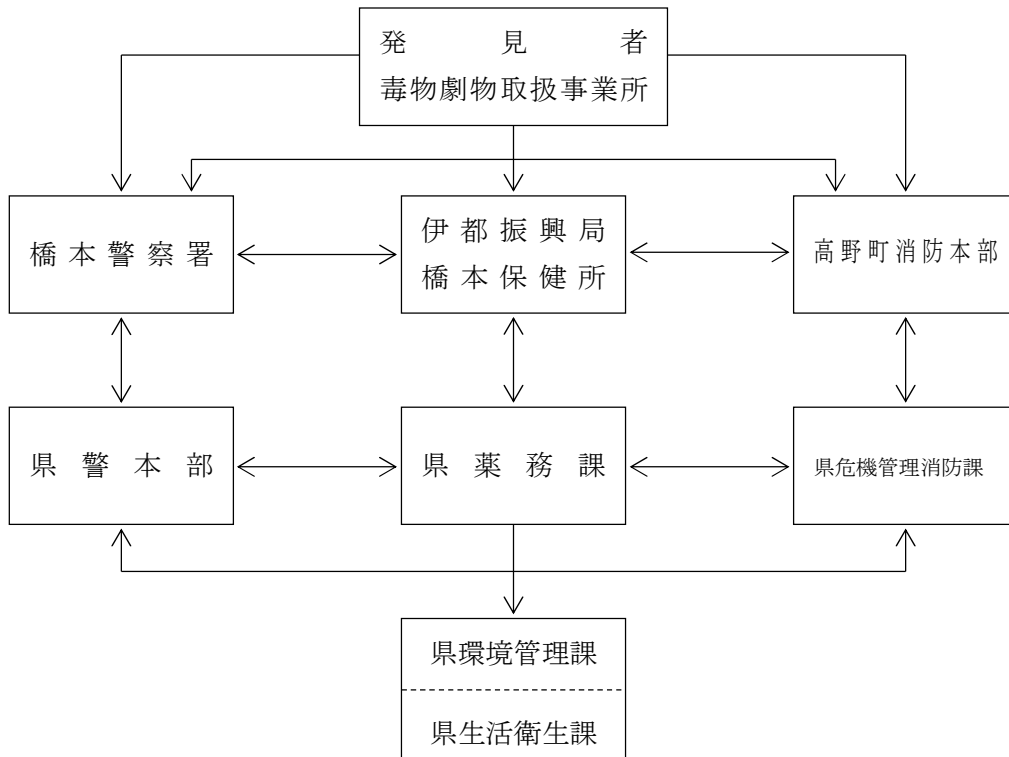 発見者
毒物劇物取扱事業所
橋本警察署
伊都振興局
橋本保健所
高野町消防本部
県警本部
県薬務課
県危機管理消防課
県環境管理課
県生活衛生課